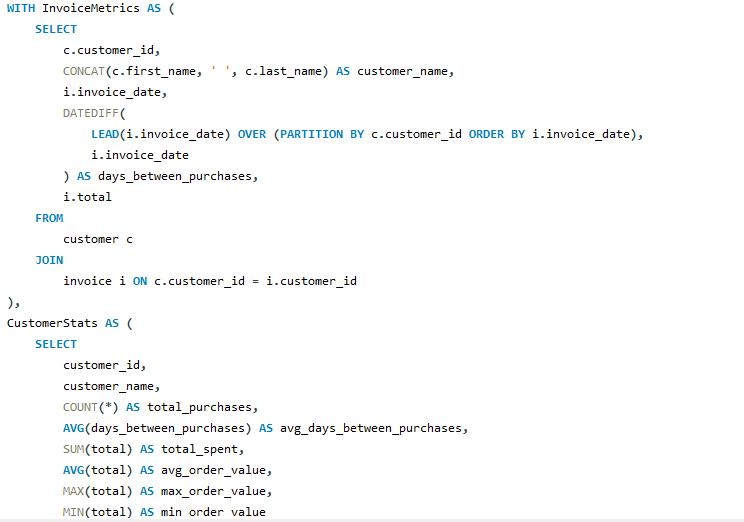 WITH InvoiceMetrics AS (
    SELECT
        c.customer_id,
        CONCAT(c.first_name, ' ', c.last_name) AS customer_name,
        i.invoice_date,
        DATEDIFF(
            LEAD(i.invoice_date) OVER (PARTITION BY c.customer_id ORDER BY i.invoice_date),
            i.invoice_date
        ) AS days_between_purchases,
        i.total
    FROM
        customer c
    JOIN
        invoice i ON c.customer_id = i.customer_id
),
CustomerStats AS (
    SELECT
        customer_id,
        customer_name,
        COUNT(*) AS total_purchases,
        AVG(days_between_purchases) AS avg_days_between_purchases,
        SUM(total) AS total_spent,
        AVG(total) AS avg_order_value,
        MAX(total) AS max_order_value,
        MIN(total) AS min_order_value